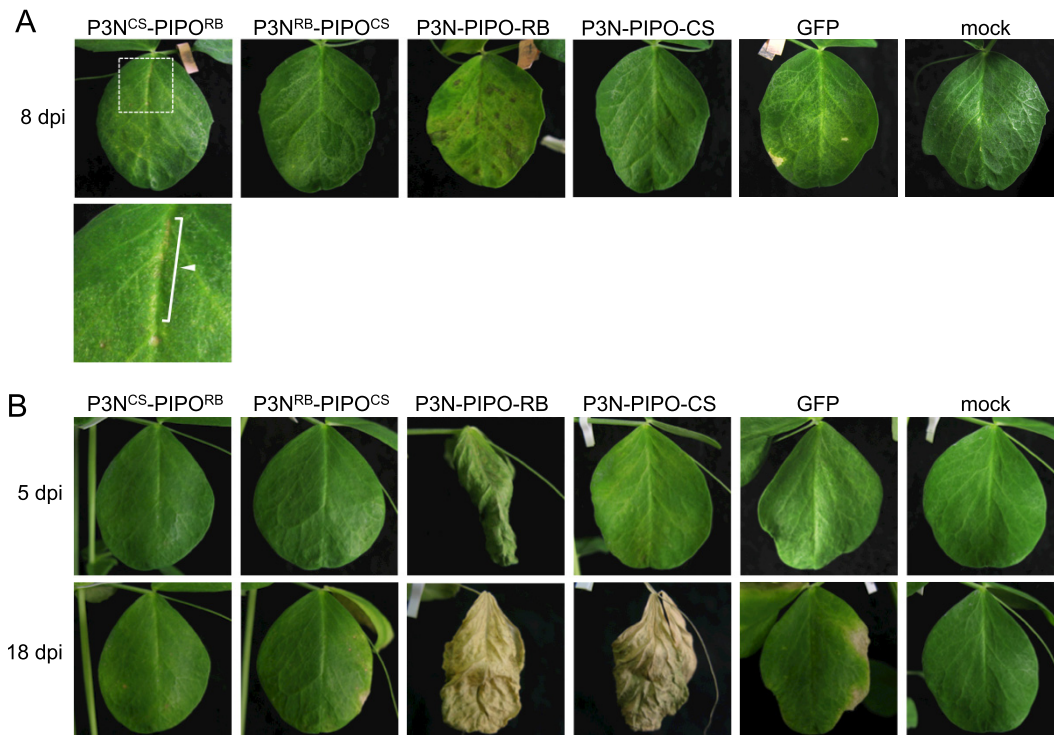 A
P3N^CS-PIPO^RB P3N^RB-PIPO^CS P3N-PIPO-RB P3N-PIPO-CS GFP mock
8 dpi
B
P3N^CS-PIPO^RB P3N^RB-PIPO^CS P3N-PIPO-RB P3N-PIPO-CS GFP mock
5 dpi
18 dpi